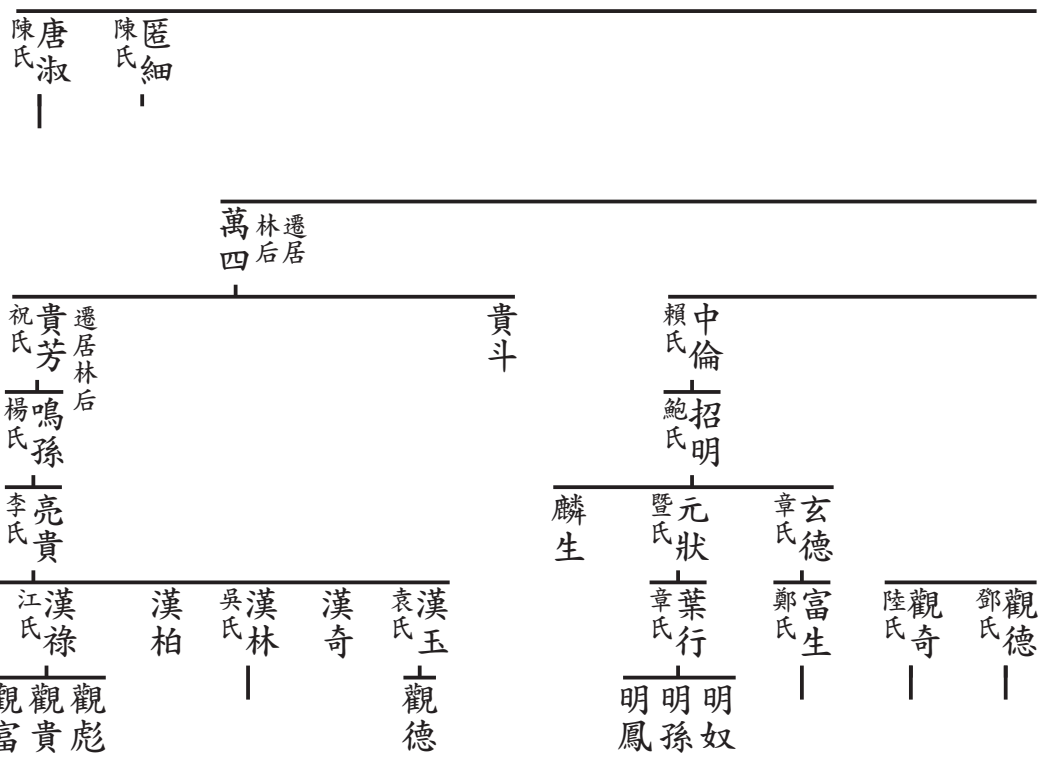 匿細
陳氏
唐淑
陳氏
遷居
林后
萬四
中倫
賴氏
貴斗
遷居林后
貴芳
祝氏
招明
鮑氏
鳴孫
楊氏
玄德
章氏
元狀
暨氏
麟生
亮貴
李氏
觀德
鄧氏
觀奇
陸氏
富生
鄭氏
葉行
章氏
漢玉
袁氏
漢奇
漢林
吳氏
漢柏
漢祿
江氏
明奴
明孫
明鳳
觀德
觀彪
觀貴
觀富